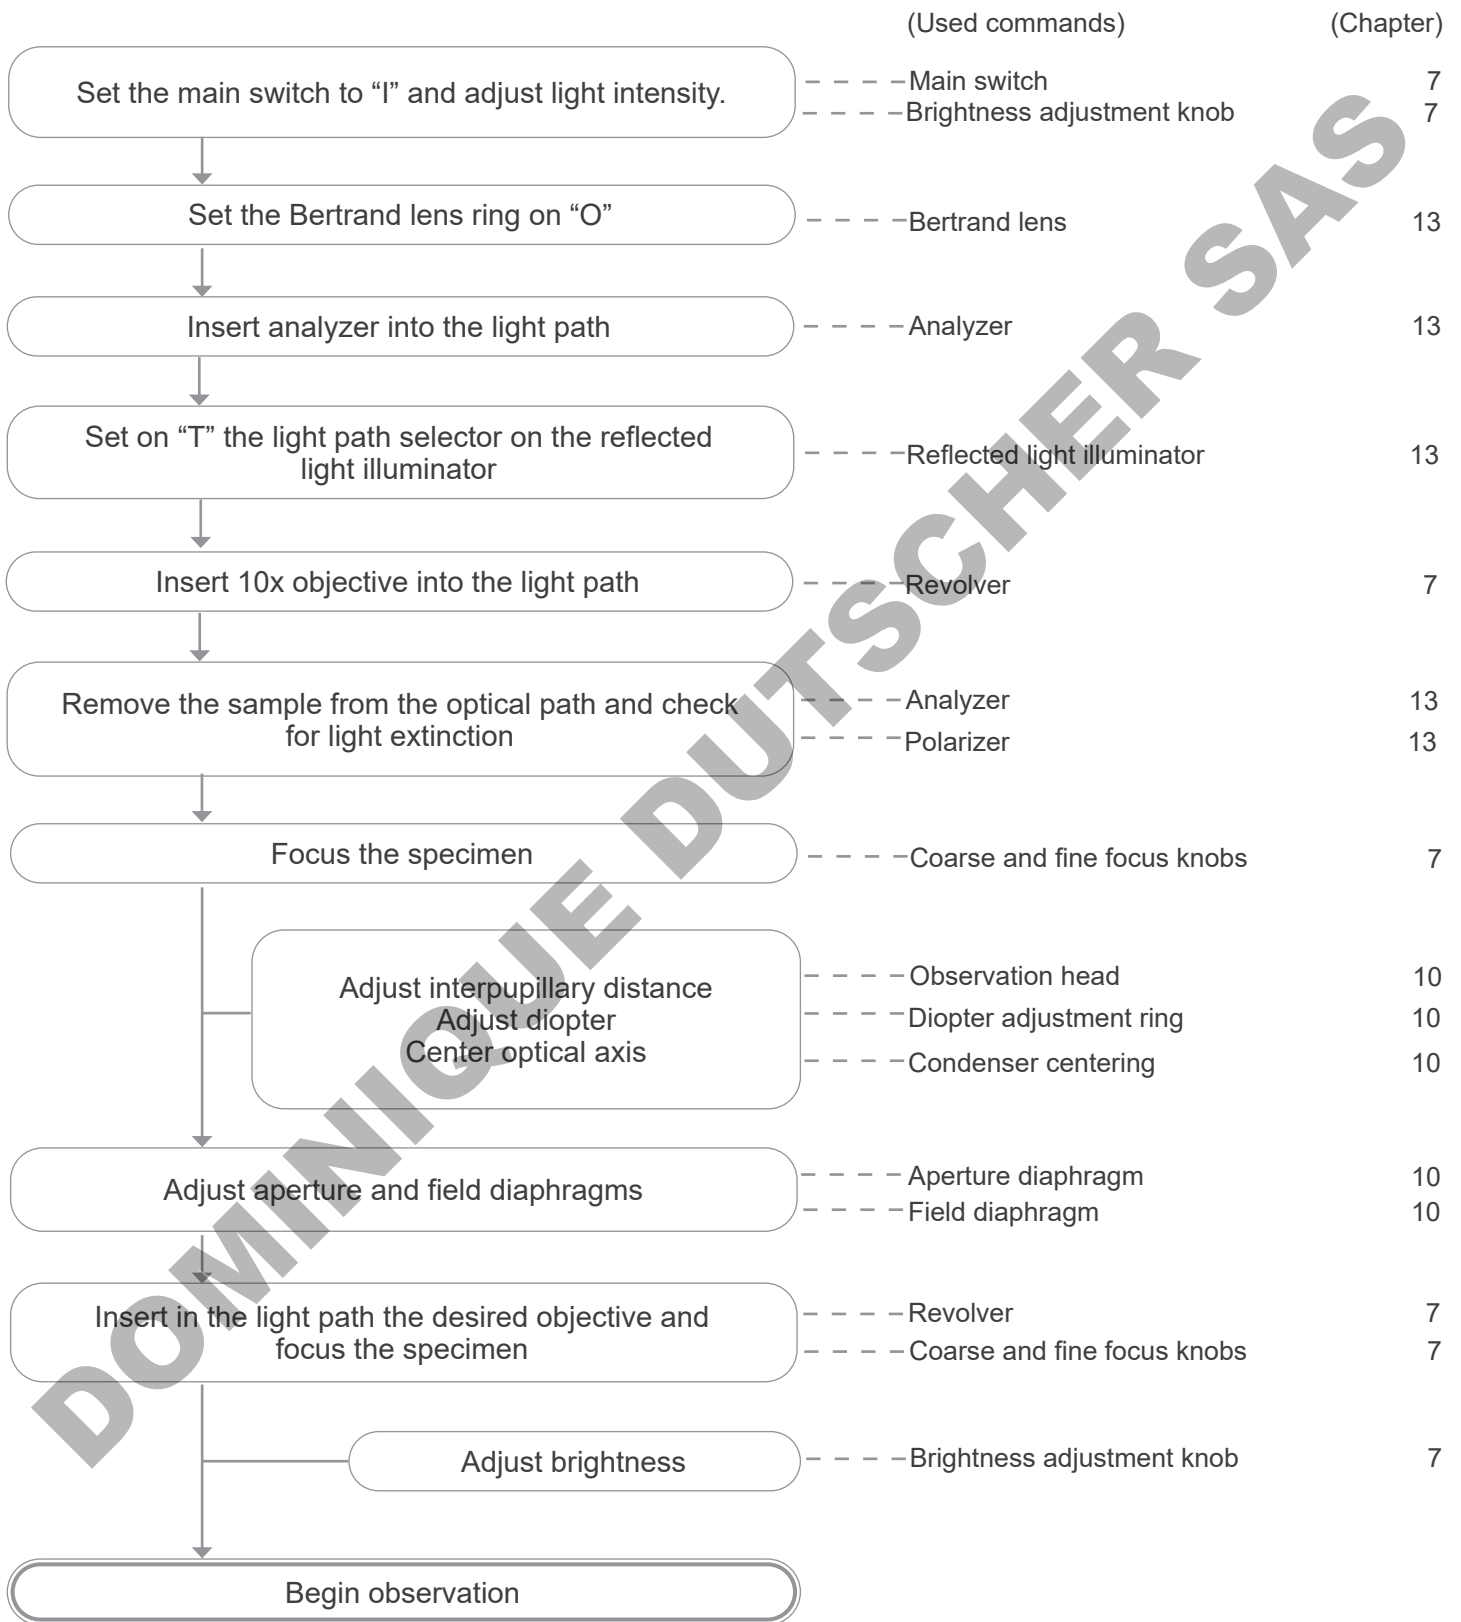 (Used commands) (Chapter)
Set the main switch to “I” and adjust light intensity.
Main switch 7
Brightness adjustment knob 7
Set the Bertrand lens ring on “O”
Bertrand lens 13
Insert analyzer into the light path
Analyzer 13
Set on “T” the light path selector on the reflected
light illuminator
Reflected light illuminator 13
Insert 10x objective into the light path
Revolver 7
Remove the sample from the optical path and check
for light extinction
Analyzer 13
Polarizer 13
Focus the specimen
Coarse and fine focus knobs 7
Adjust interpupillary distance
Adjust diopter
Center optical axis
Observation head 10
Diopter adjustment ring 10
Condenser centering 10
Adjust aperture and field diaphragms
Aperture diaphragm 10
Field diaphragm 10
Insert in the light path the desired objective and
focus the specimen
Revolver 7
Coarse and fine focus knobs 7
Adjust brightness
Brightness adjustment knob 7
Begin observation
DOMINIQUE DUTSCHER SAS